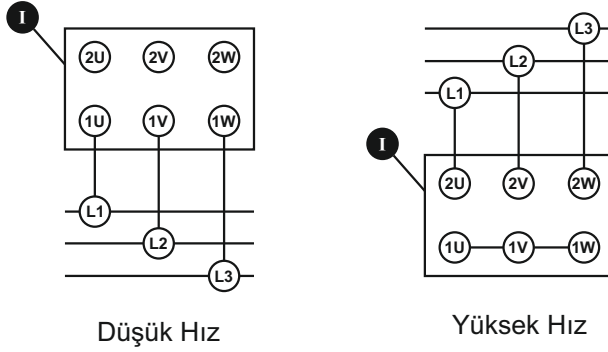 I
2U 2V 2W
1U 1V 1W
L1
L2
L3
Düşük Hız
L3
L2
L1
I
2U 2V 2W
1U 1V 1W
Yüksek Hız